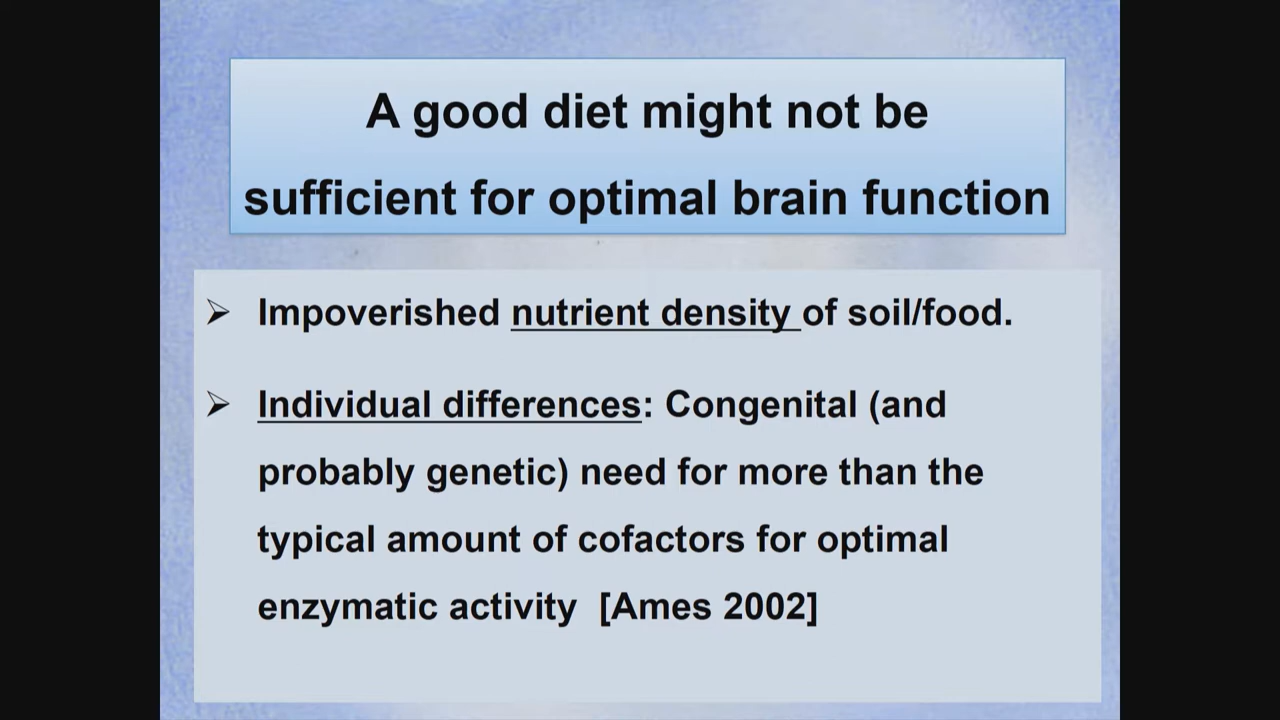 A good diet might not be
sufficient for optimal brain function
➢ Impoverished nutrient density of soil/food.
➢ Individual differences: Congenital (and
probably genetic) need for more than the
typical amount of cofactors for optimal
enzymatic activity  [Ames 2002]